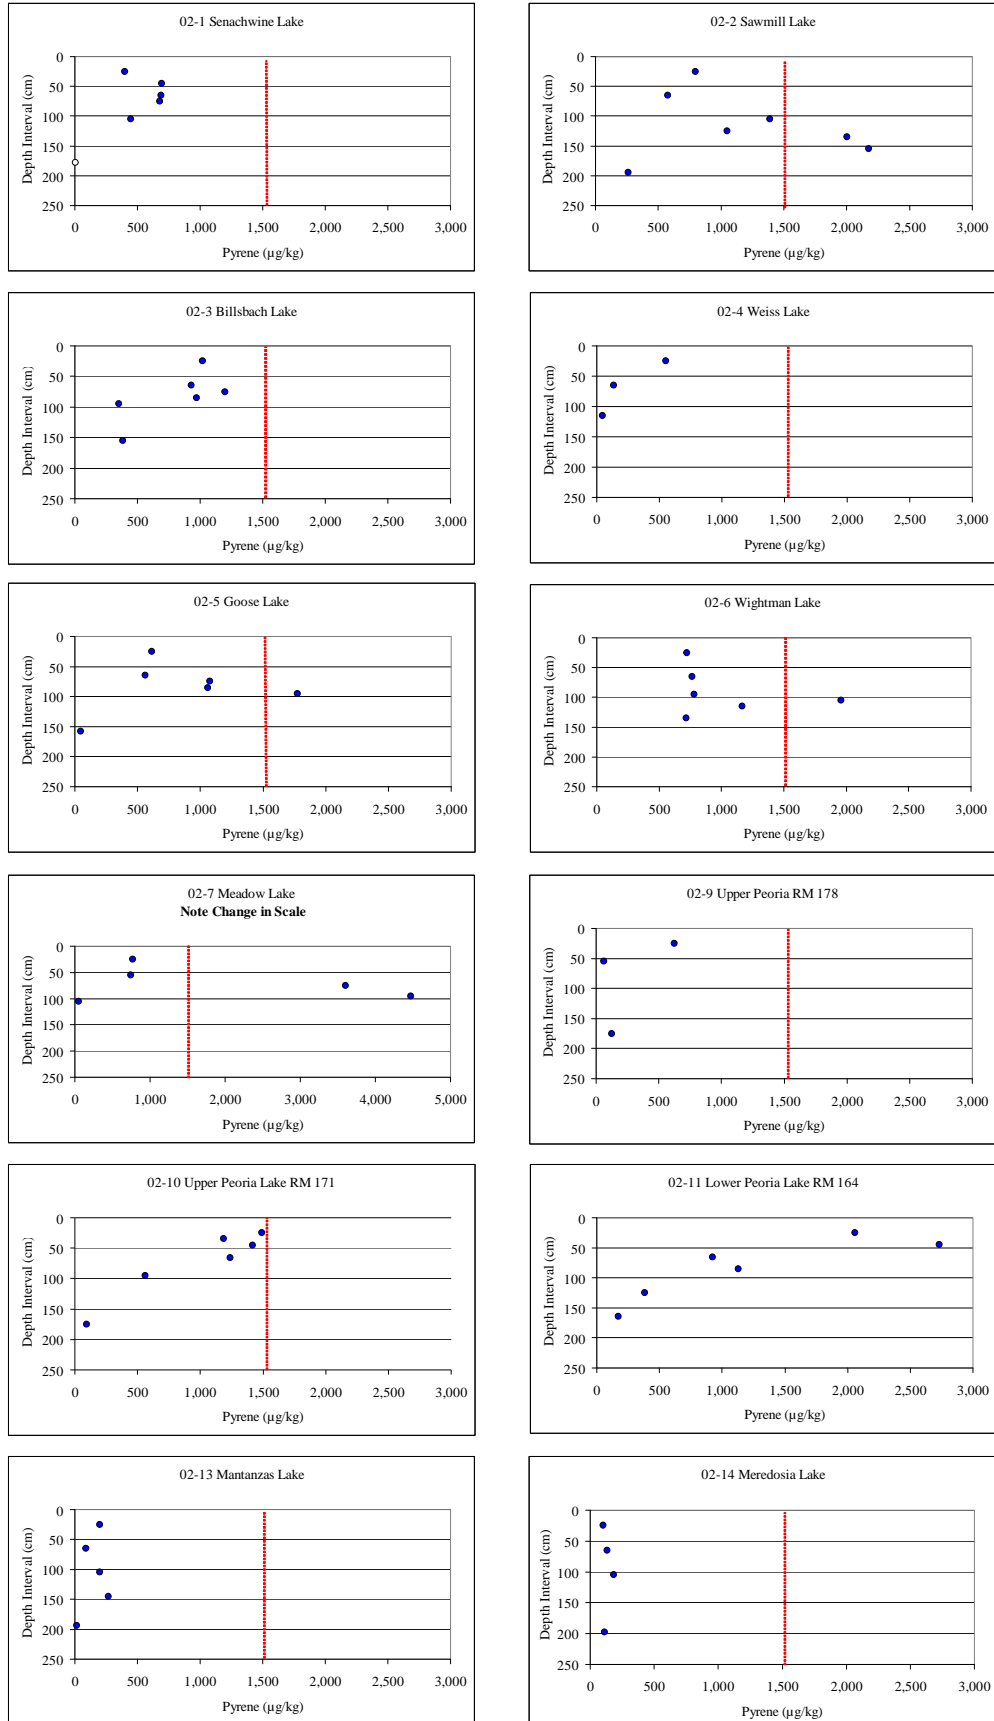 02-1 Senachwine Lake
0
50
100
150
200
250
Depth Interval (cm)
0 500 1,000 1,500 2,000 2,500 3,000
Pyrene (µg/kg)
02-2 Sawmill Lake
0
50
100
150
200
250
Depth Interval (cm)
0 500 1,000 1,500 2,000 2,500 3,000
Pyrene (µg/kg)
02-3 Billsbach Lake
0
50
100
150
200
250
Depth Interval (cm)
0 500 1,000 1,500 2,000 2,500 3,000
Pyrene (µg/kg)
02-4 Weiss Lake
0
50
100
150
200
250
Depth Interval (cm)
0 500 1,000 1,500 2,000 2,500 3,000
Pyrene (µg/kg)
02-5 Goose Lake
0
50
100
150
200
250
Depth Interval (cm)
0 500 1,000 1,500 2,000 2,500 3,000
Pyrene (µg/kg)
02-6 Wightman Lake
0
50
100
150
200
250
Depth Interval (cm)
0 500 1,000 1,500 2,000 2,500 3,000
Pyrene (µg/kg)
02-7 Meadow Lake
Note Change in Scale
0
50
100
150
200
250
Depth Interval (cm)
0 1,000 2,000 3,000 4,000 5,000
Pyrene (µg/kg)
02-9 Upper Peoria RM 178
0
50
100
150
200
250
Depth Interval (cm)
0 500 1,000 1,500 2,000 2,500 3,000
Pyrene (µg/kg)
02-10 Upper Peoria Lake RM 171
0
50
100
150
200
250
Depth Interval (cm)
0 500 1,000 1,500 2,000 2,500 3,000
Pyrene (µg/kg)
02-11 Lower Peoria Lake RM 164
0
50
100
150
200
250
Depth Interval (cm)
0 500 1,000 1,500 2,000 2,500 3,000
Pyrene (µg/kg)
02-13 Mantanzas Lake
0
50
100
150
200
250
Depth Interval (cm)
0 500 1,000 1,500 2,000 2,500 3,000
Pyrene (µg/kg)
02-14 Meredosia Lake
0
50
100
150
200
250
Depth Interval (cm)
0 500 1,000 1,500 2,000 2,500 3,000
Pyrene (µg/kg)